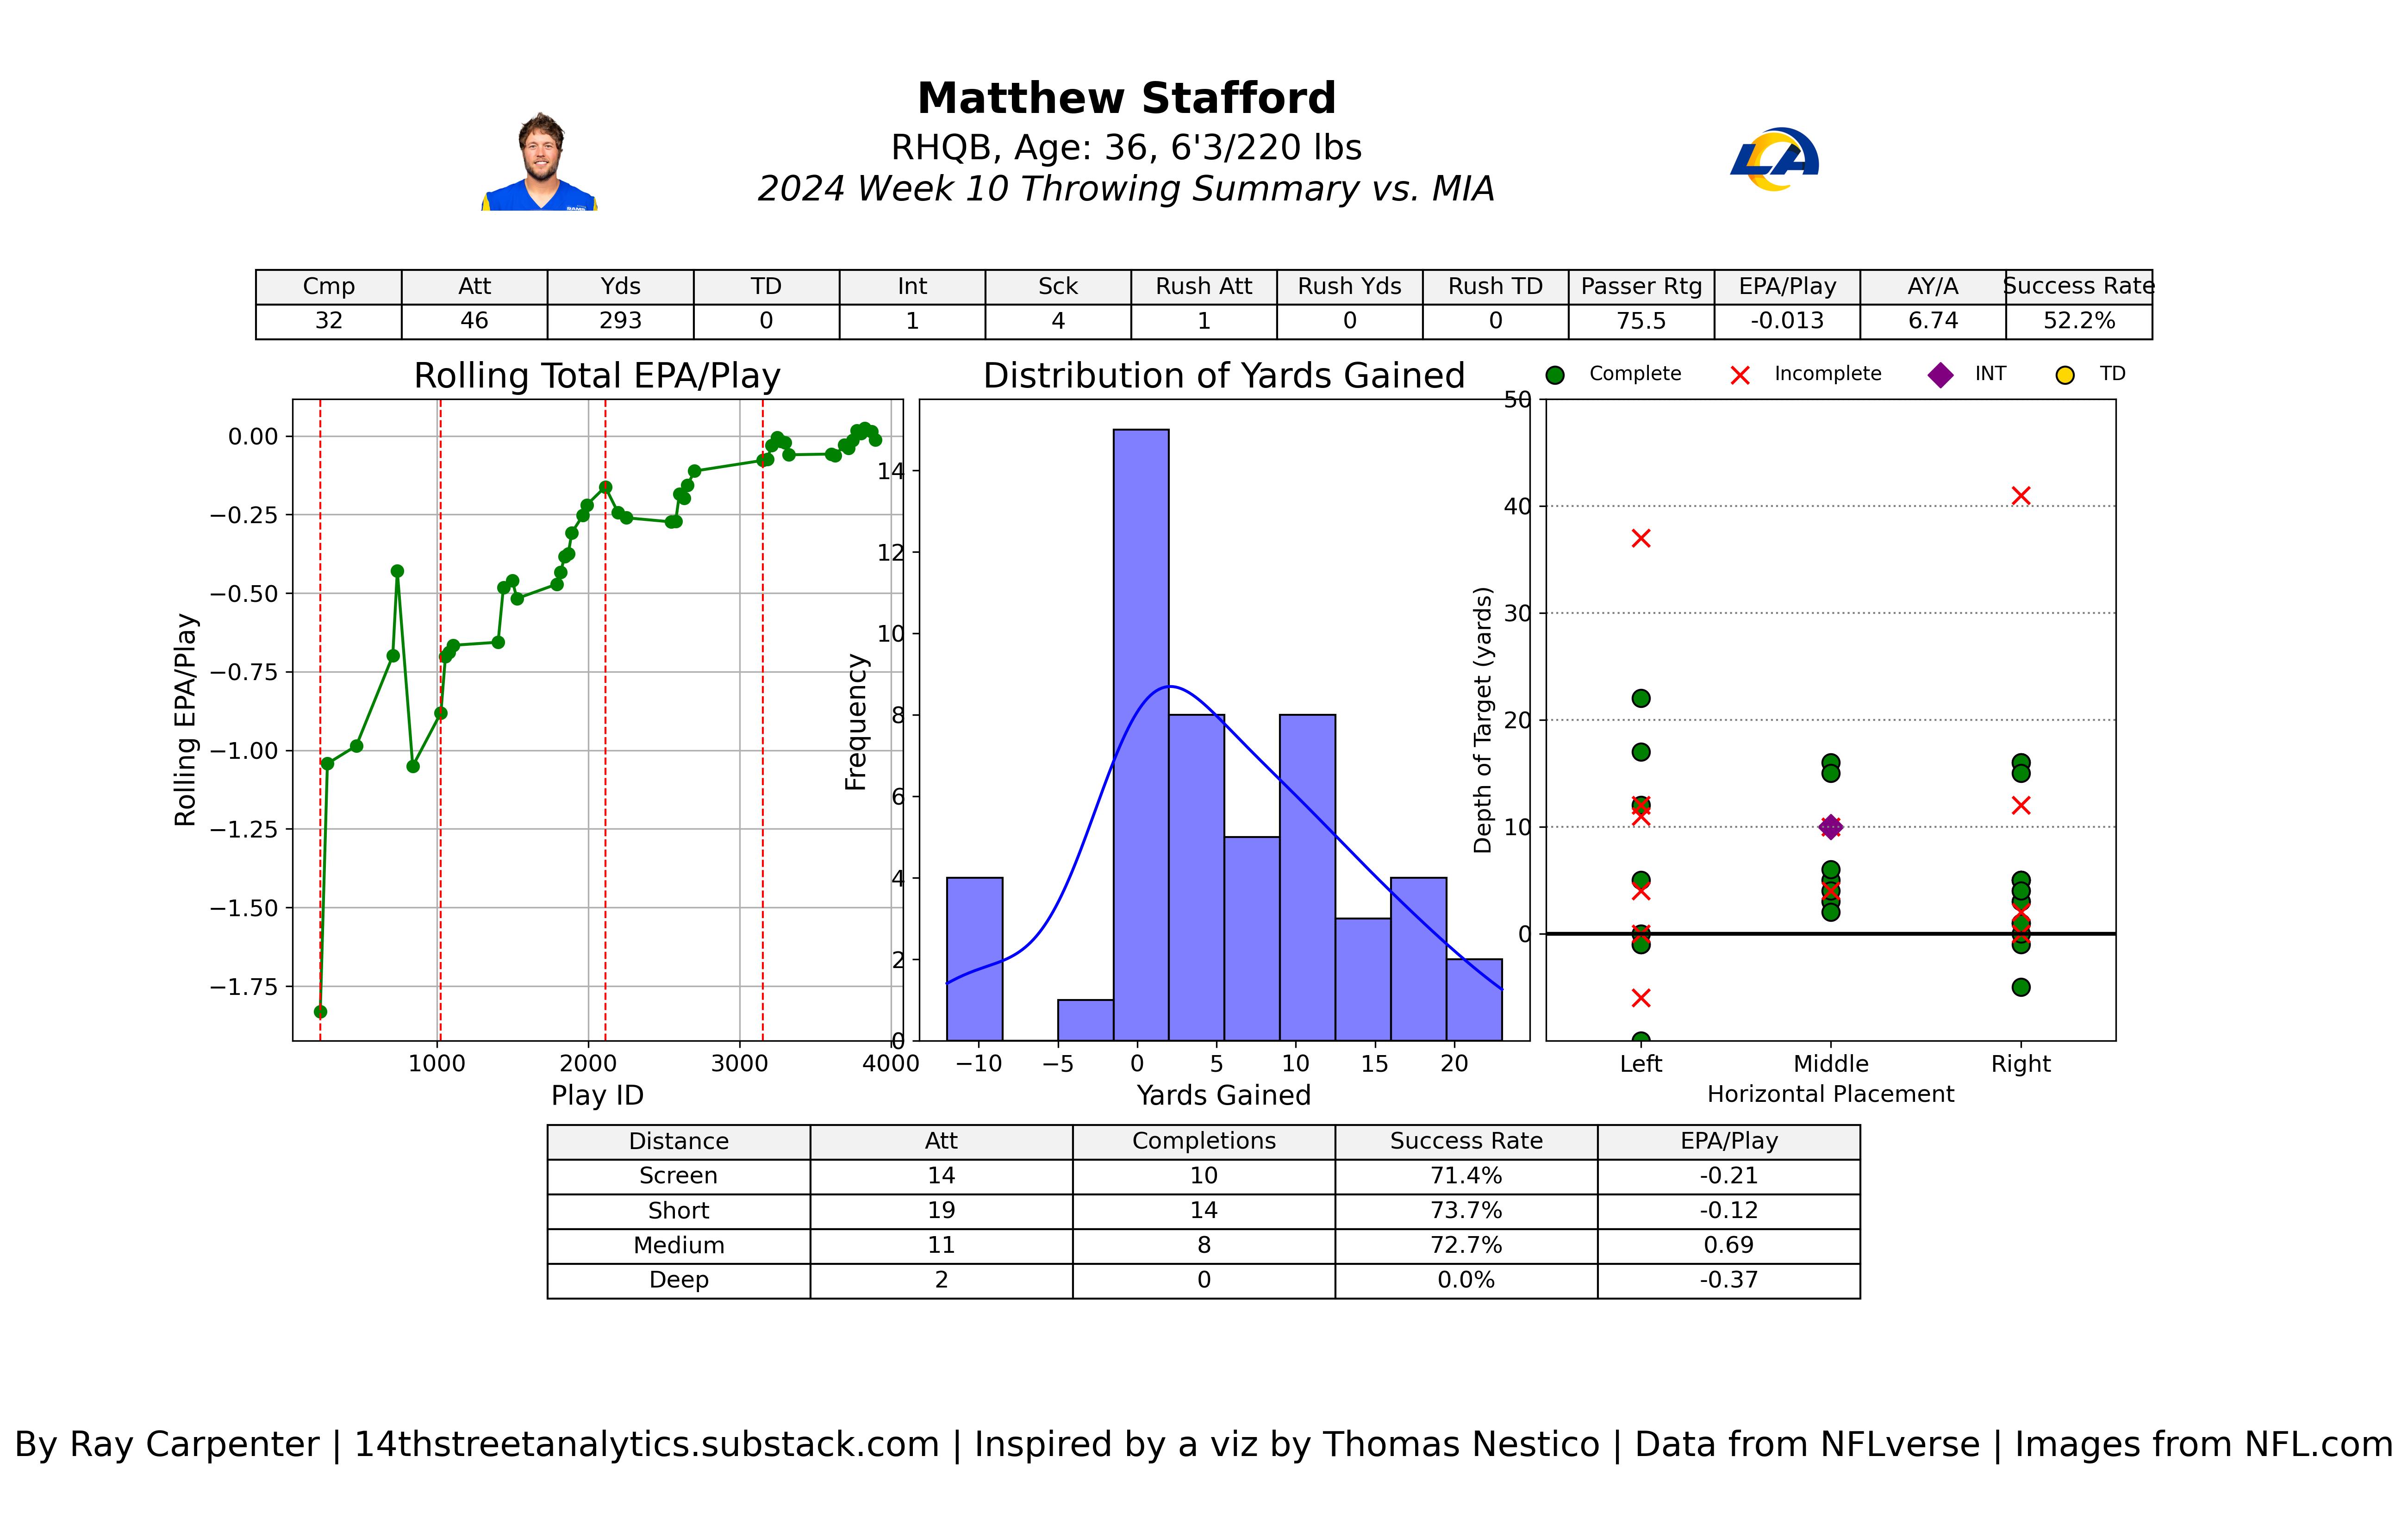 Matthew Stafford
RHQB, Age: 36, 6'3/220 lbs
2024 Week 10 Throwing Summary vs. MIA
LA
Cmp Att Yds TD Int Sck Rush Att Rush Yds Rush TD Passer Rtg EPA/Play AY/A Success Rate
32 46 293 0 1 4 1 0 0 75.5 -0.013 6.74 52.2%
Rolling Total EPA/Play
Rolling EPA/Play
0.00
−0.25
−0.50
−0.75
−1.00
−1.25
−1.50
−1.75
1000 2000 3000 4000
Play ID
Distribution of Yards Gained
Frequency
14
12
10
8
6
4
2
0
−10 −5 0 5 10 15 20
Yards Gained
Complete Incomplete INT TD
Depth of Target (yards)
50
40
30
20
10
0
Left Middle Right
Horizontal Placement
Distance Att Completions Success Rate EPA/Play
Screen 14 10 71.4% -0.21
Short 19 14 73.7% -0.12
Medium 11 8 72.7% 0.69
Deep 2 0 0.0% -0.37
By Ray Carpenter | 14thstreetanalytics.substack.com | Inspired by a viz by Thomas Nestico | Data from NFLverse | Images from NFL.com